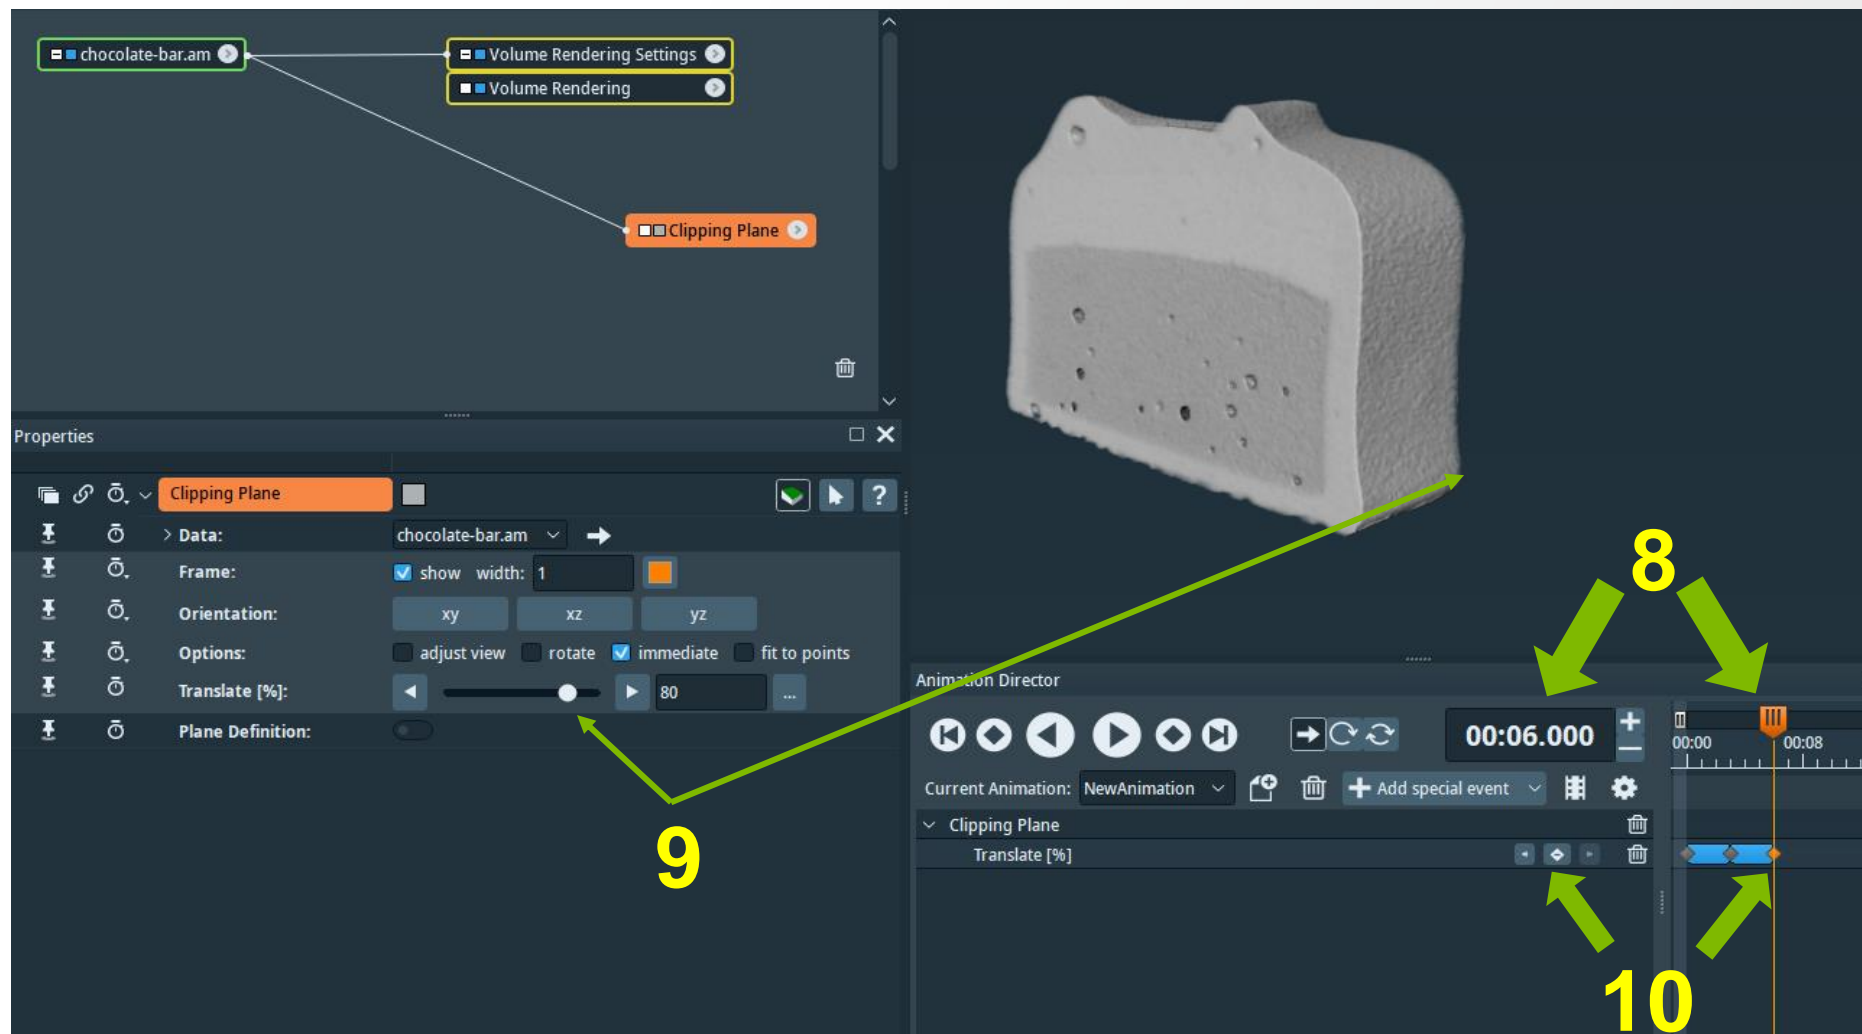 chocolate-bar.am
Volume Rendering Settings
Volume Rendering
Clipping Plane
Properties
Clipping Plane
?
> Data: chocolate-bar.am
Frame: show width: 1
Orientation: xy xz yz
Options: adjust view rotate immediate fit to points
Translate [%]: 80 ...
Plane Definition:
9
8
Animation Director
00:06.000
00:00 00:08
Current Animation: NewAnimation Add special event
Clipping Plane
Translate [%]
10